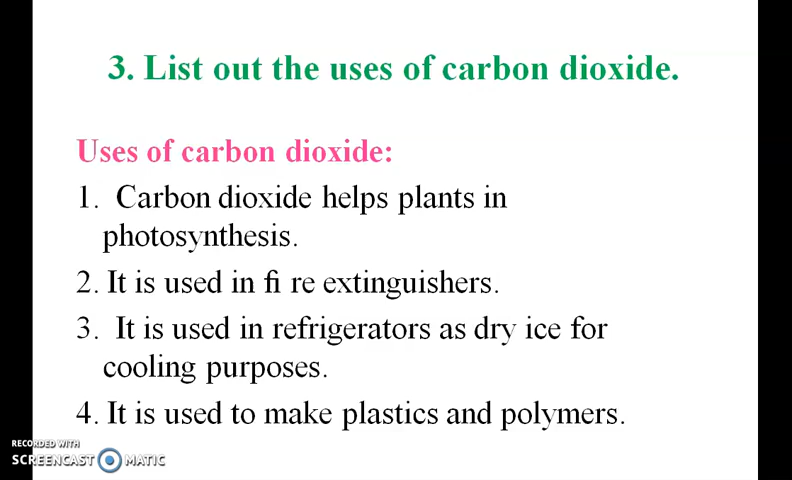 3. List out the uses of carbon dioxide.
Uses of carbon dioxide:
1. Carbon dioxide helps plants in
photosynthesis.
2. It is used in fi re extinguishers.
3. It is used in refrigerators as dry ice for
cooling purposes.
4. It is used to make plastics and polymers.
RECORDED WITH
SCREENCAST MATIC